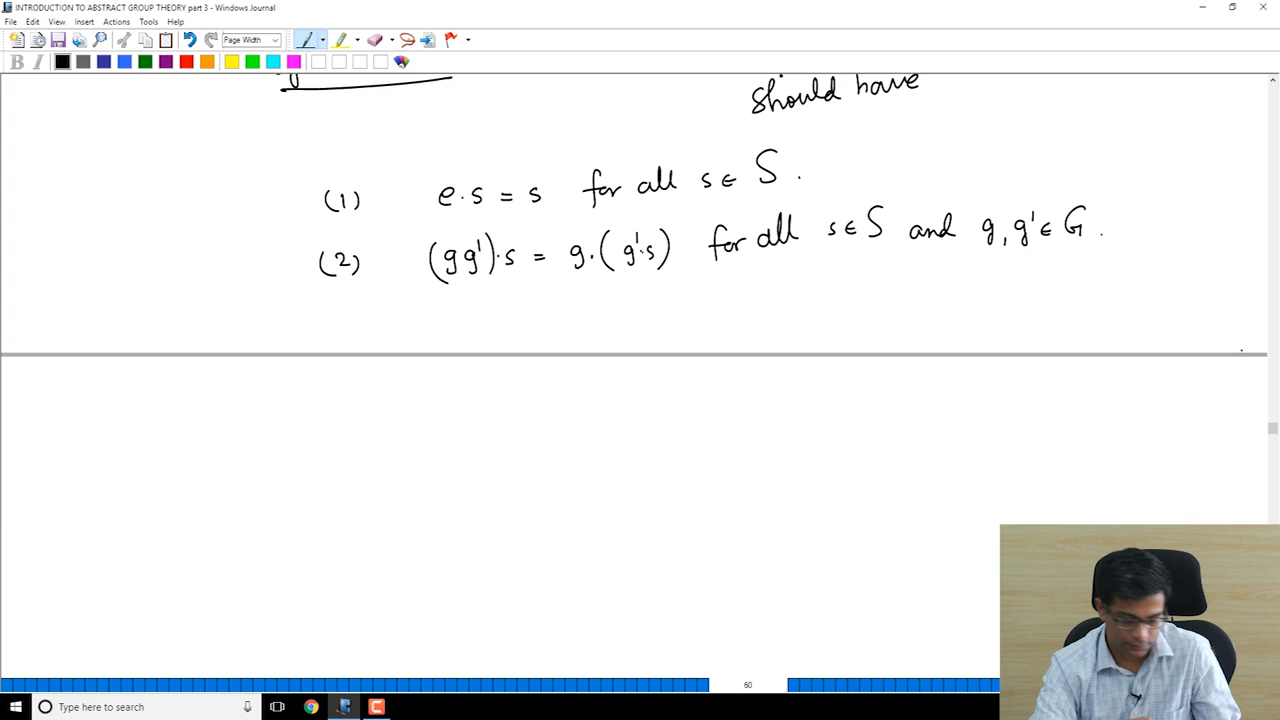 INTRODUCTION TO ABSTRACT GROUP THEORY part 3 - Windows Journal
File Edit View Insert Actions Tools Help
Page Width
B I
should have
(1) e·s = s for all s ∈ S.
(2) (gg')·s = g·(g'·s) for all s ∈ S and g, g' ∈ G.
60
Type here to search